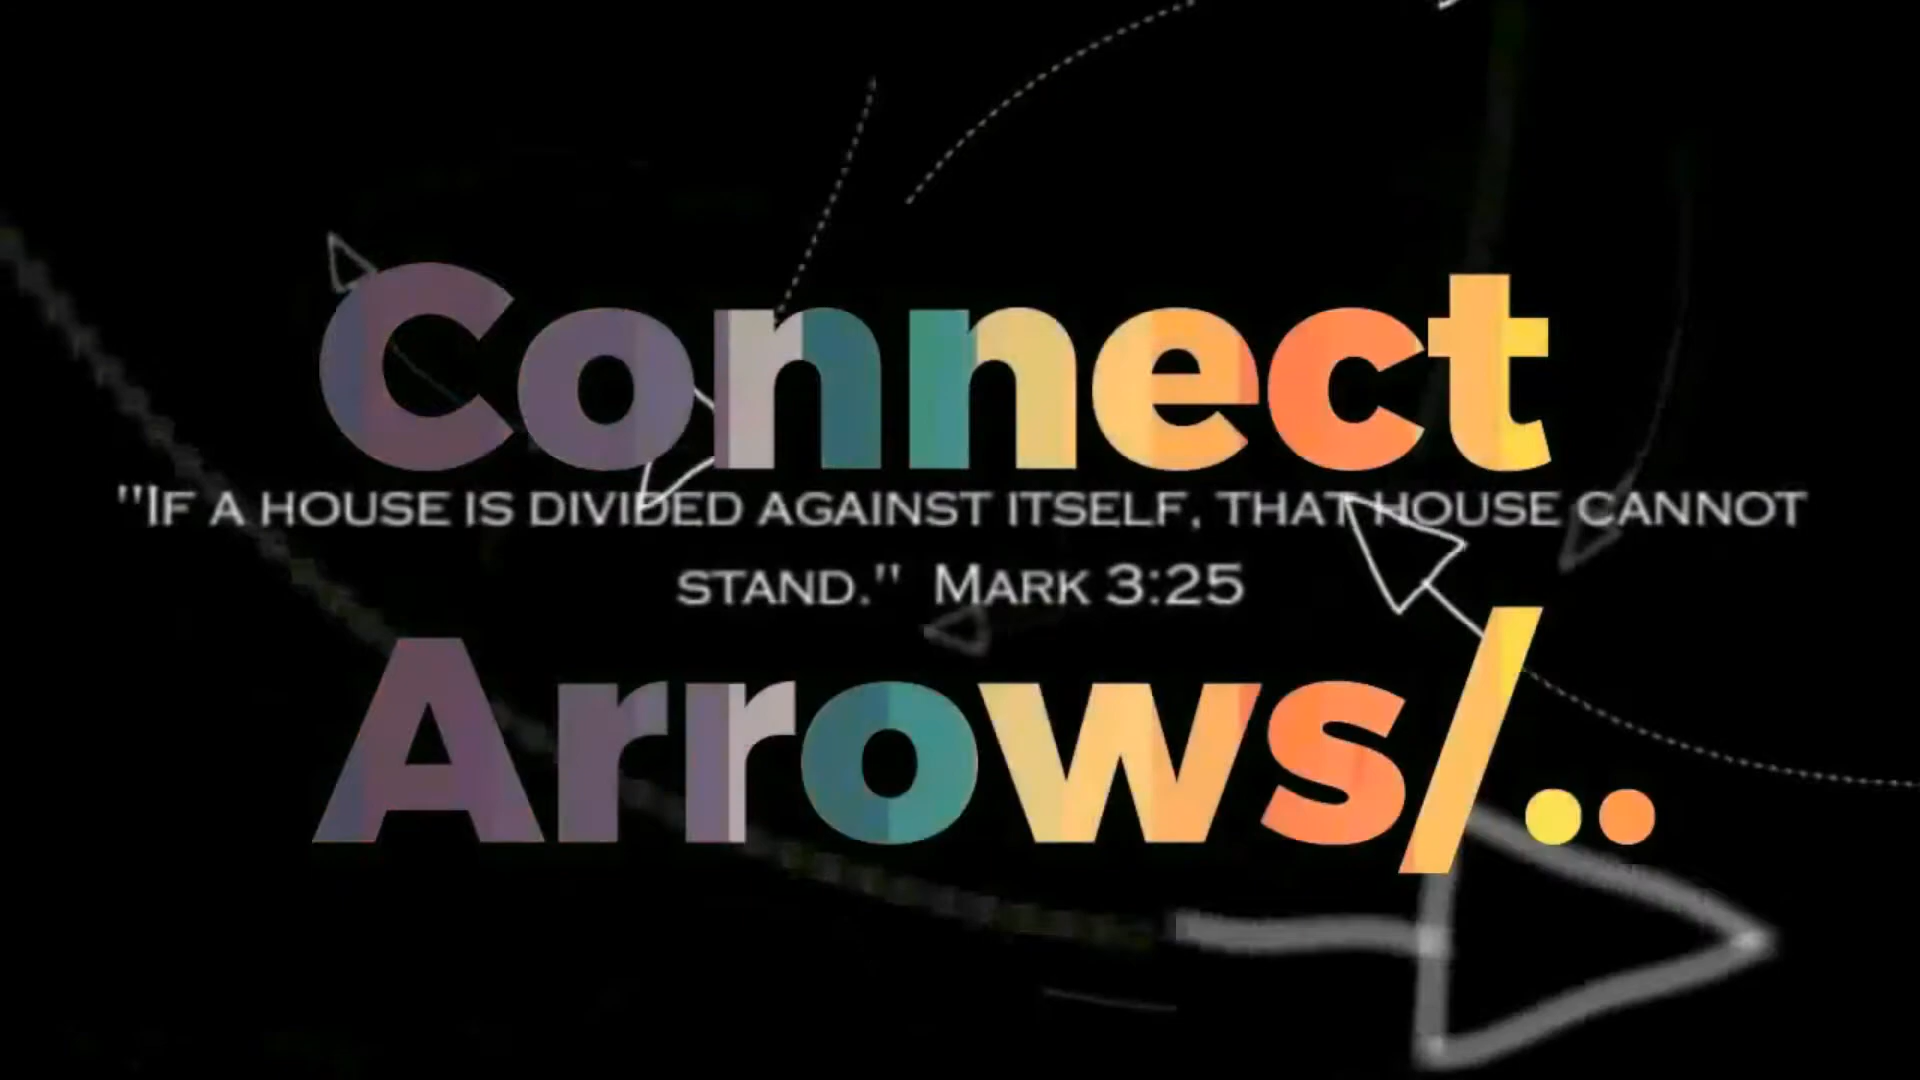 Connect
"If a house is divided against itself, that house cannot
stand." Mark 3:25
Arrows/..